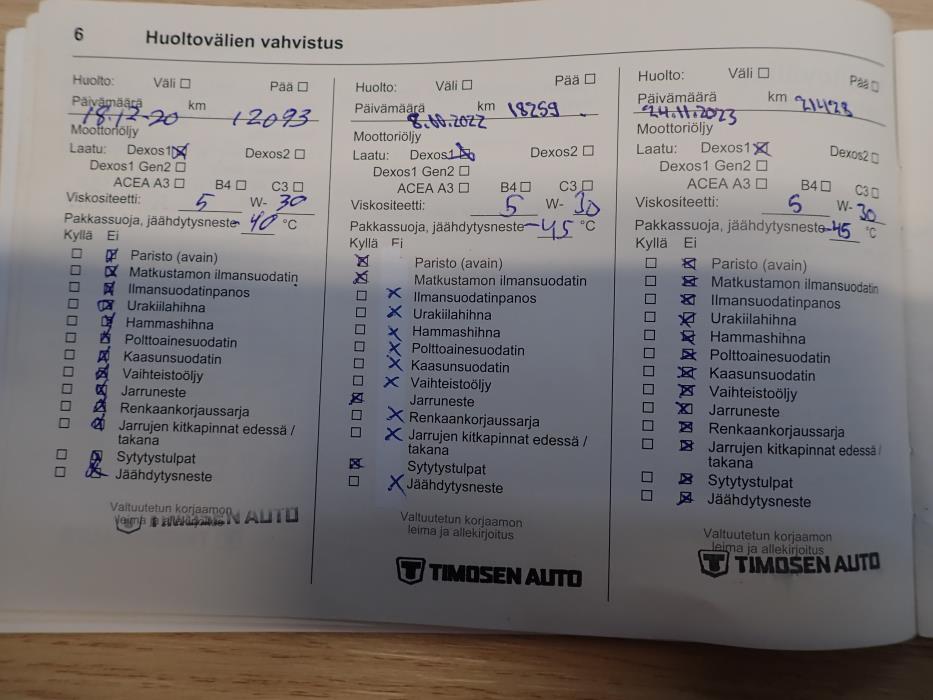 6 Huoltovälien vahvistus
Huolto: Väli Pää
Päivämäärä km
18.12-20 12093
Moottoriöljy
Laatu: Dexos1 Dexos2
Dexos1 Gen2
ACEA A3 B4 C3
Viskositeetti: 5 W- 30
Pakkassuoja, jäähdytysneste -40 °C
Kyllä Ei
Paristo (avain)
Matkustamon ilmansuodatin
Ilmansuodatinpanos
Urakiilahihna
Hammashihna
Polttoainesuodatin
Kaasunsuodatin
Vaihteistoöljy
Jarruneste
Renkaankorjaussarja
Jarrujen kitkapinnat edessä /
takana
Sytytystulpat
Jäähdytysneste
Valtuutetun korjaamon
leima ja allekirjoitus
TIMOSEN AUTO
Huolto: Väli Pää
Päivämäärä km 18259
8.10.2022
Moottoriöljy
Laatu: Dexos1 Dexos2
Dexos1 Gen2
ACEA A3 B4 C3
Viskositeetti: 5 W- 30
Pakkassuoja, jäähdytysneste -45 °C
Kyllä Ei
Paristo (avain)
Matkustamon ilmansuodatin
Ilmansuodatinpanos
Urakiilahihna
Hammashihna
Polttoainesuodatin
Kaasunsuodatin
Vaihteistoöljy
Jarruneste
Renkaankorjaussarja
Jarrujen kitkapinnat edessä /
takana
Sytytystulpat
Jäähdytysneste
Valtuutetun korjaamon
leima ja allekirjoitus
TIMOSEN AUTO
Huolto: Väli Pää
Päivämäärä km 21428
24.11.2023
Moottoriöljy
Laatu: Dexos1 Dexos2
Dexos1 Gen2
ACEA A3 B4 C3
Viskositeetti: 5 W- 30
Pakkassuoja, jäähdytysneste -45 °C
Kyllä Ei
Paristo (avain)
Matkustamon ilmansuodatin
Ilmansuodatinpanos
Urakiilahihna
Hammashihna
Polttoainesuodatin
Kaasunsuodatin
Vaihteistoöljy
Jarruneste
Renkaankorjaussarja
Jarrujen kitkapinnat edessä /
takana
Sytytystulpat
Jäähdytysneste
Valtuutetun korjaamon
leima ja allekirjoitus
TIMOSEN AUTO